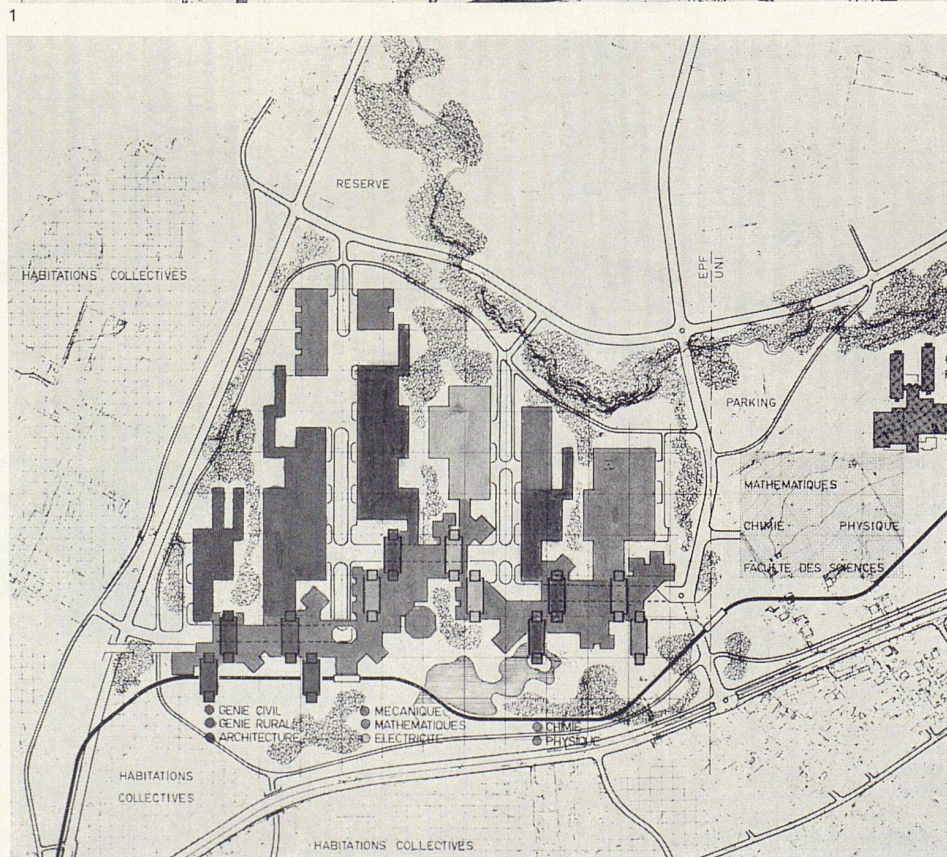 1
RESERVE
HABITATIONS COLLECTIVES
EPF
UNI
PARKING
MATHEMATIQUES
CHIMIE PHYSIQUE
FACULTE DES SCIENCES
GENIE CIVIL
GENIE RURAL
ARCHITECTURE
MECANIQUE
MATHEMATIQUES
ELECTRICITE
CHIMIE
PHYSIQUE
HABITATIONS
COLLECTIVES
HABITATIONS COLLECTIVES